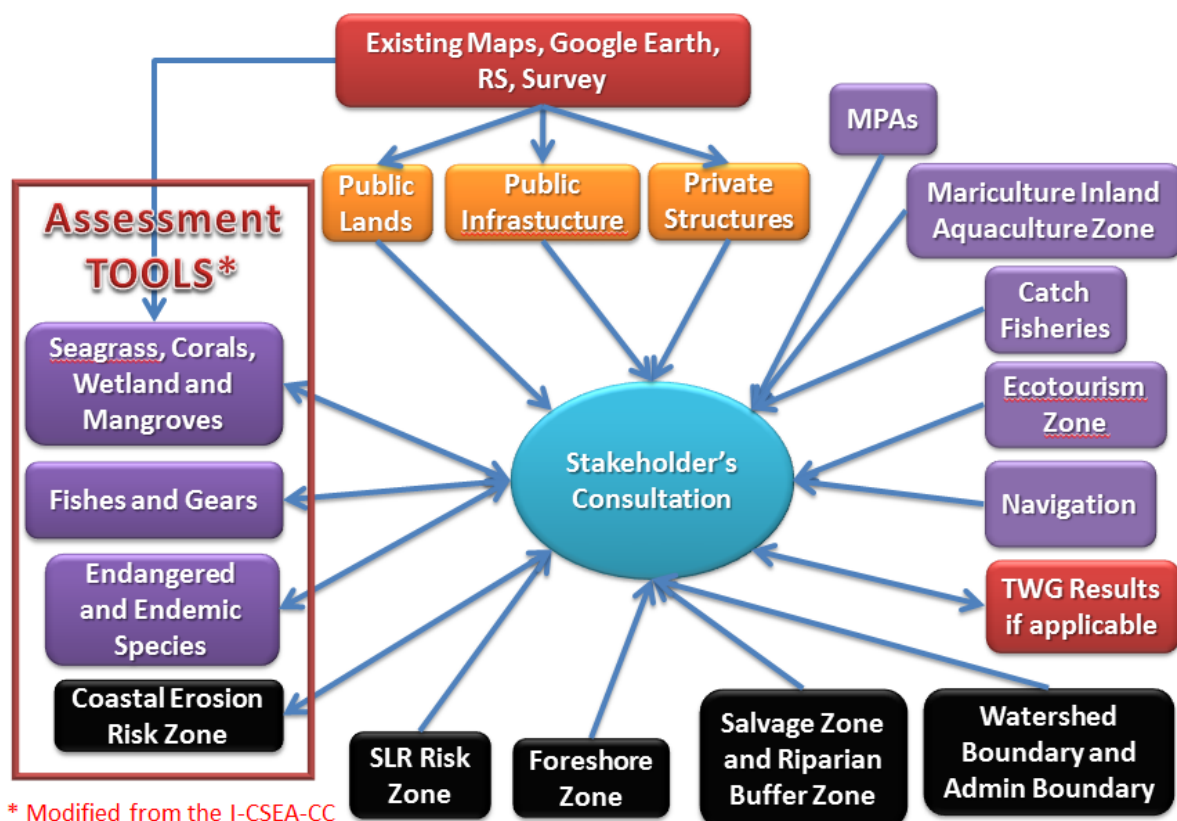 Existing Maps, Google Earth,
RS, Survey
MPAs
Public
Lands
Public
Infrastucture
Private
Structures
Mariculture Inland
Aquaculture Zone
Assessment
TOOLS*
Catch
Fisheries
Seagrass, Corals,
Wetland and
Mangroves
Ecotourism
Zone
Stakeholder's
Consultation
Fishes and Gears
Navigation
Endangered
and Endemic
Species
TWG Results
if applicable
Coastal Erosion
Risk Zone
SLR Risk
Zone
Foreshore
Zone
Salvage Zone
and Riparian
Buffer Zone
Watershed
Boundary and
Admin Boundary
* Modified from the I-CSEA-CC